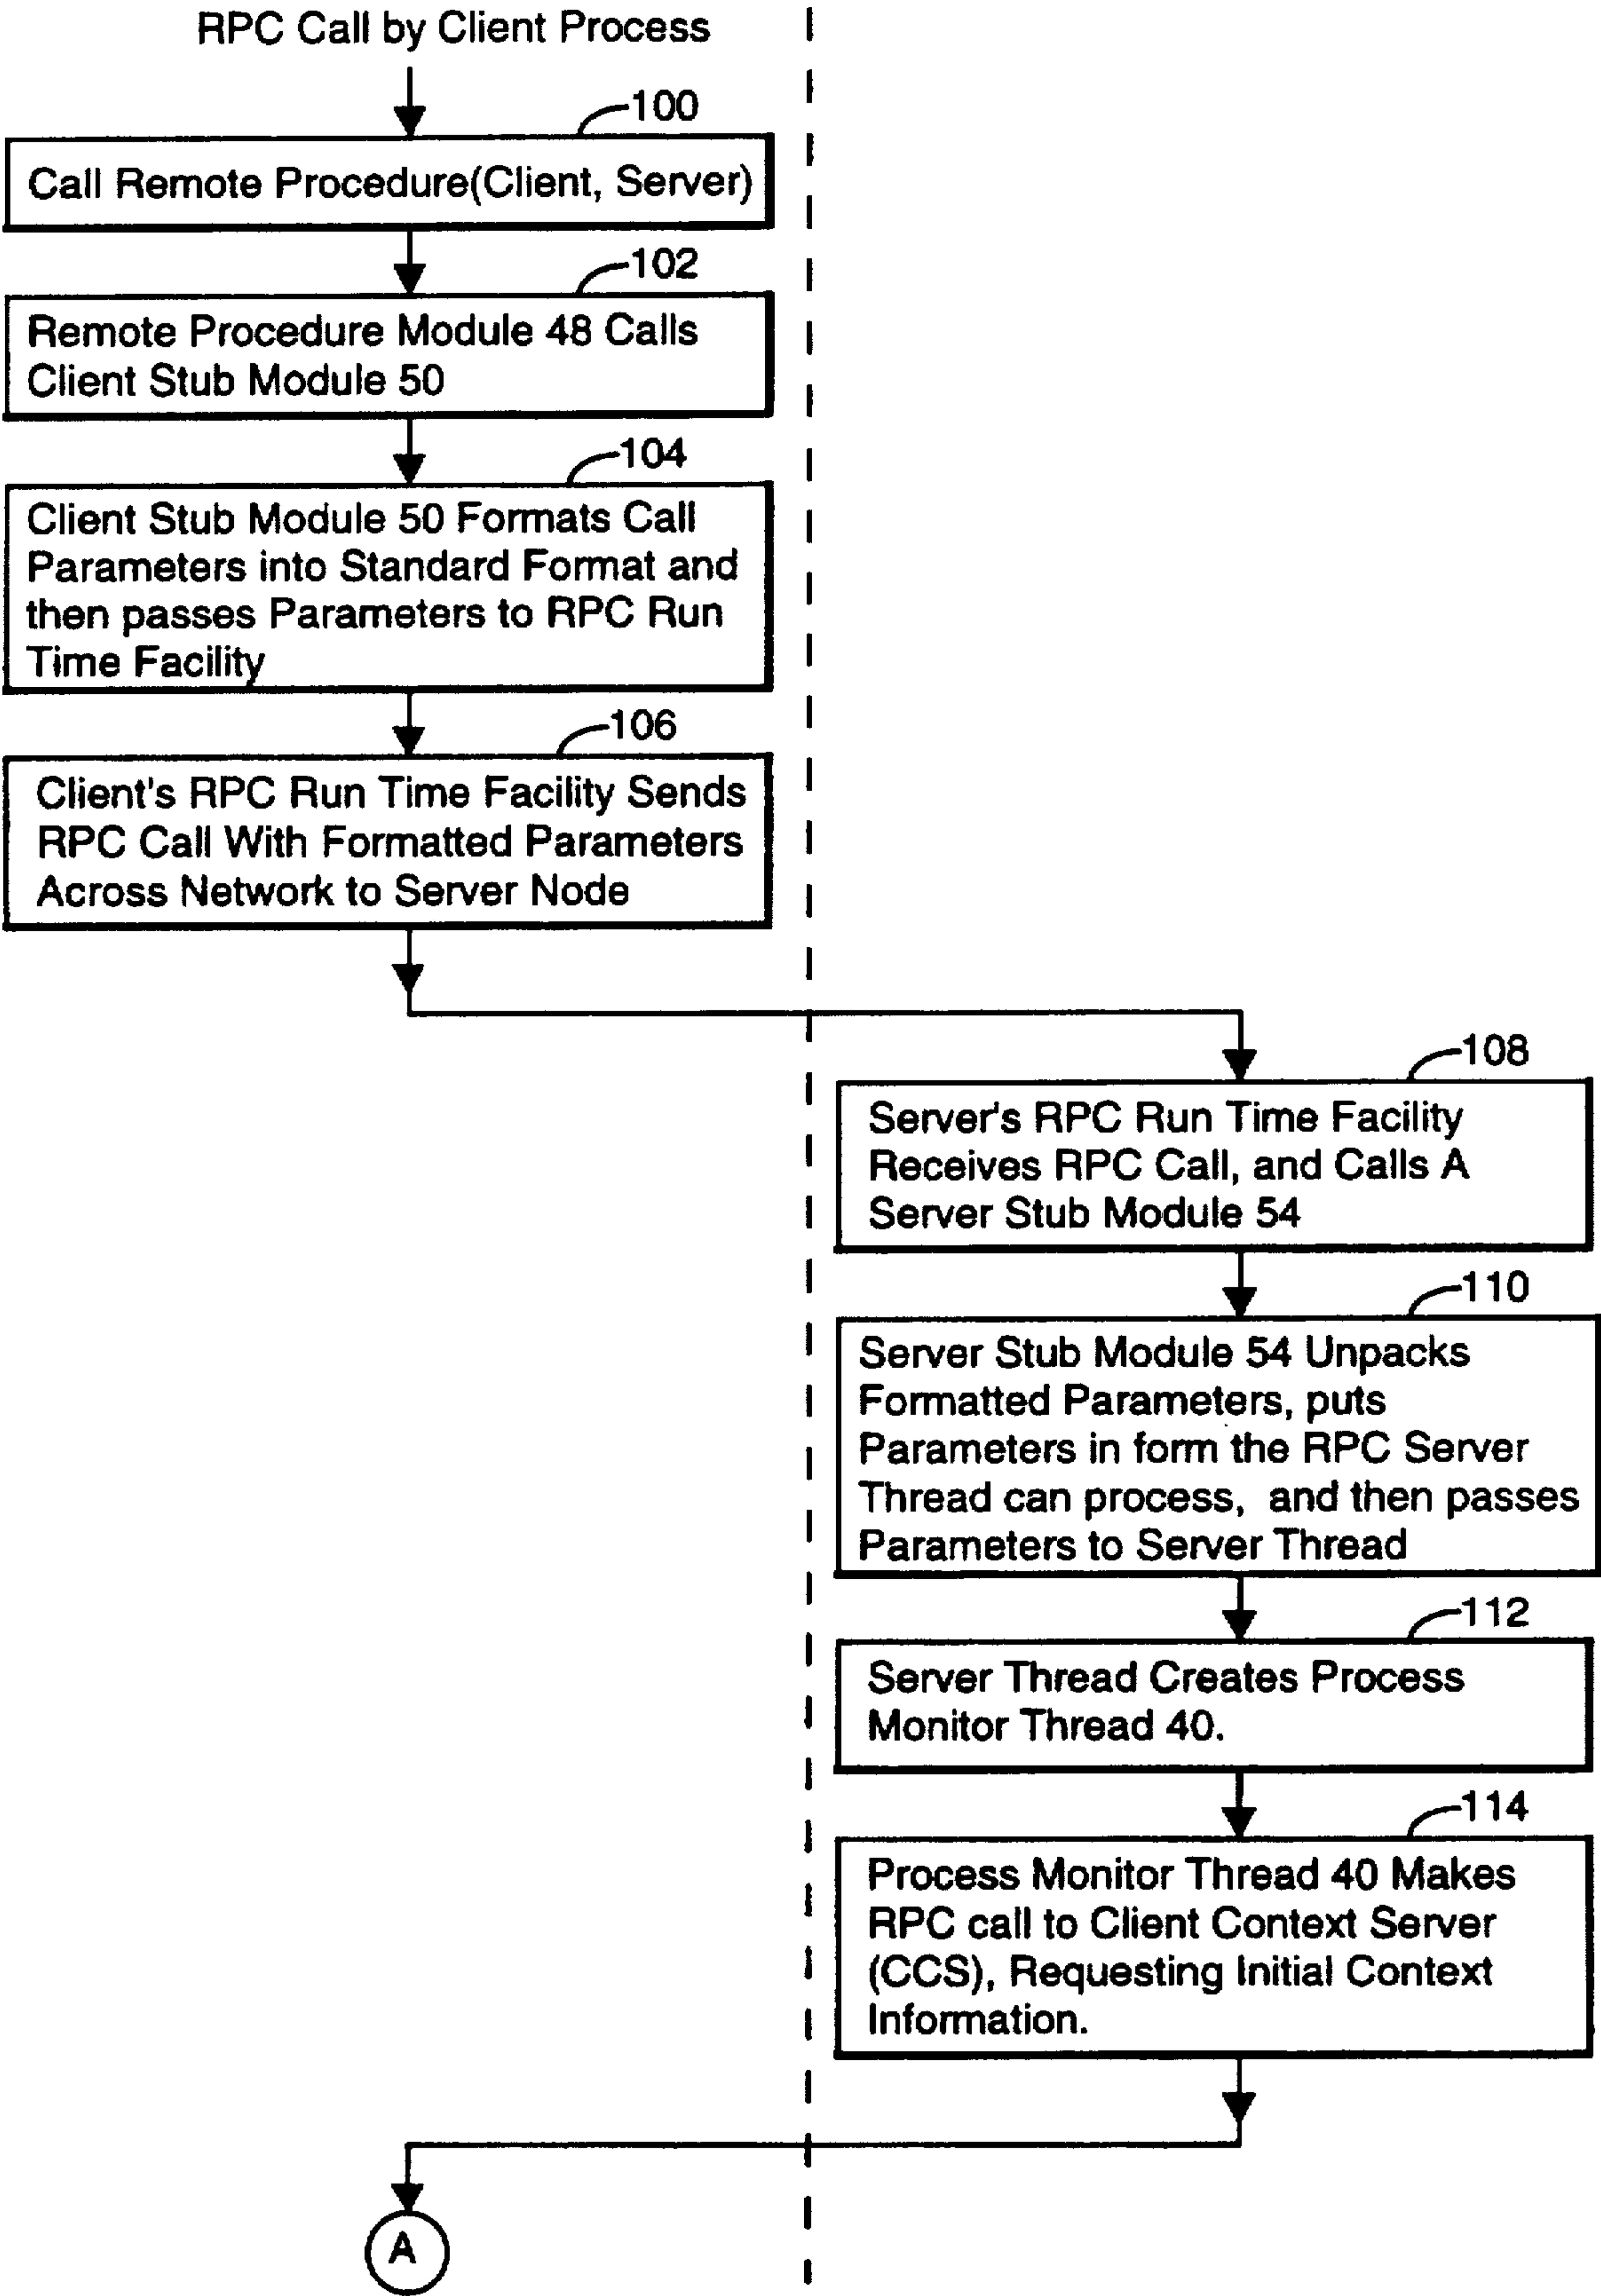 RPC Call by Client Process
100
Call Remote Procedure(Client, Server)
102
Remote Procedure Module 48 Calls
Client Stub Module 50
104
Client Stub Module 50 Formats Call
Parameters into Standard Format and
then passes Parameters to RPC Run
Time Facility
106
Client's RPC Run Time Facility Sends
RPC Call With Formatted Parameters
Across Network to Server Node
108
Server's RPC Run Time Facility
Receives RPC Call, and Calls A
Server Stub Module 54
110
Server Stub Module 54 Unpacks
Formatted Parameters, puts
Parameters in form the RPC Server
Thread can process, and then passes
Parameters to Server Thread
112
Server Thread Creates Process
Monitor Thread 40.
114
Process Monitor Thread 40 Makes
RPC call to Client Context Server
(CCS), Requesting Initial Context
Information.
A